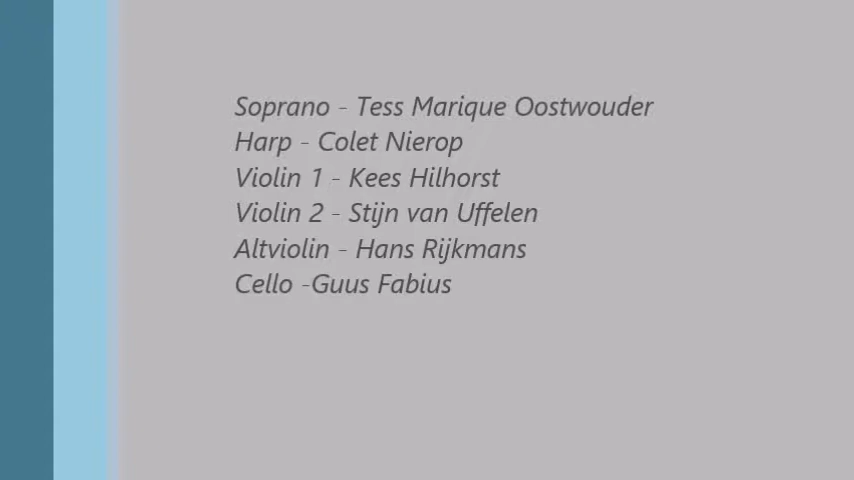 Soprano - Tess Marique Oostwouder
Harp - Colet Nierop
Violin 1 - Kees Hilhorst
Violin 2 - Stijn van Uffelen
Altviolin - Hans Rijkmans
Cello -Guus Fabius